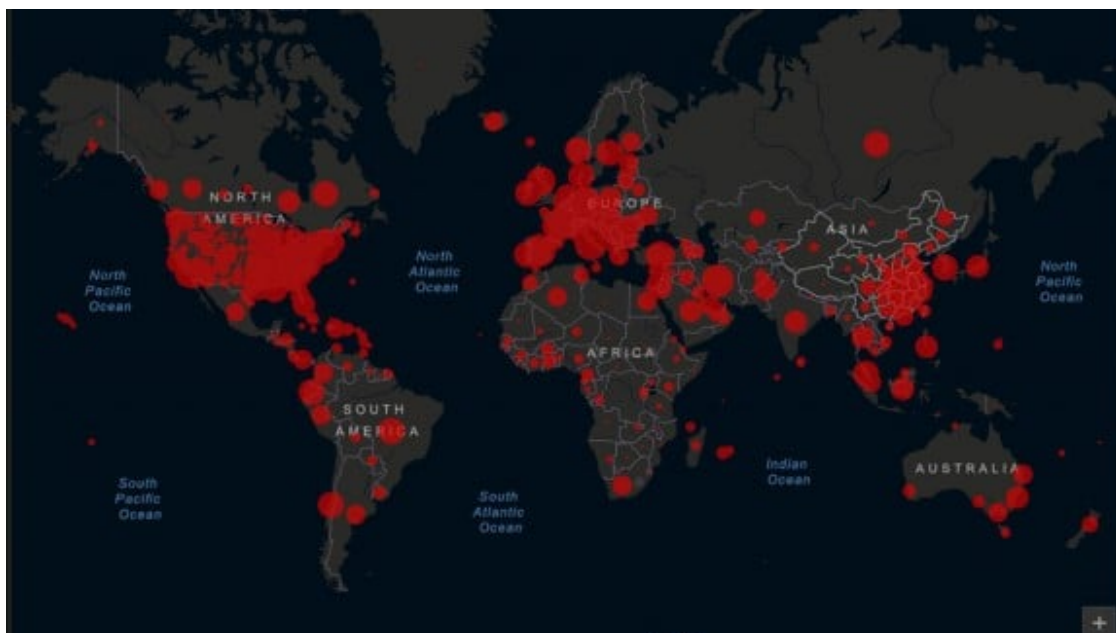 NORTH
AMERICA
EUROPE
ASIA
North
Pacific
Ocean
North
Atlantic
Ocean
North
Pacific
Ocean
AFRICA
SOUTH
AMERICA
Indian
Ocean
AUSTRALIA
South
Pacific
Ocean
South
Atlantic
Ocean
+